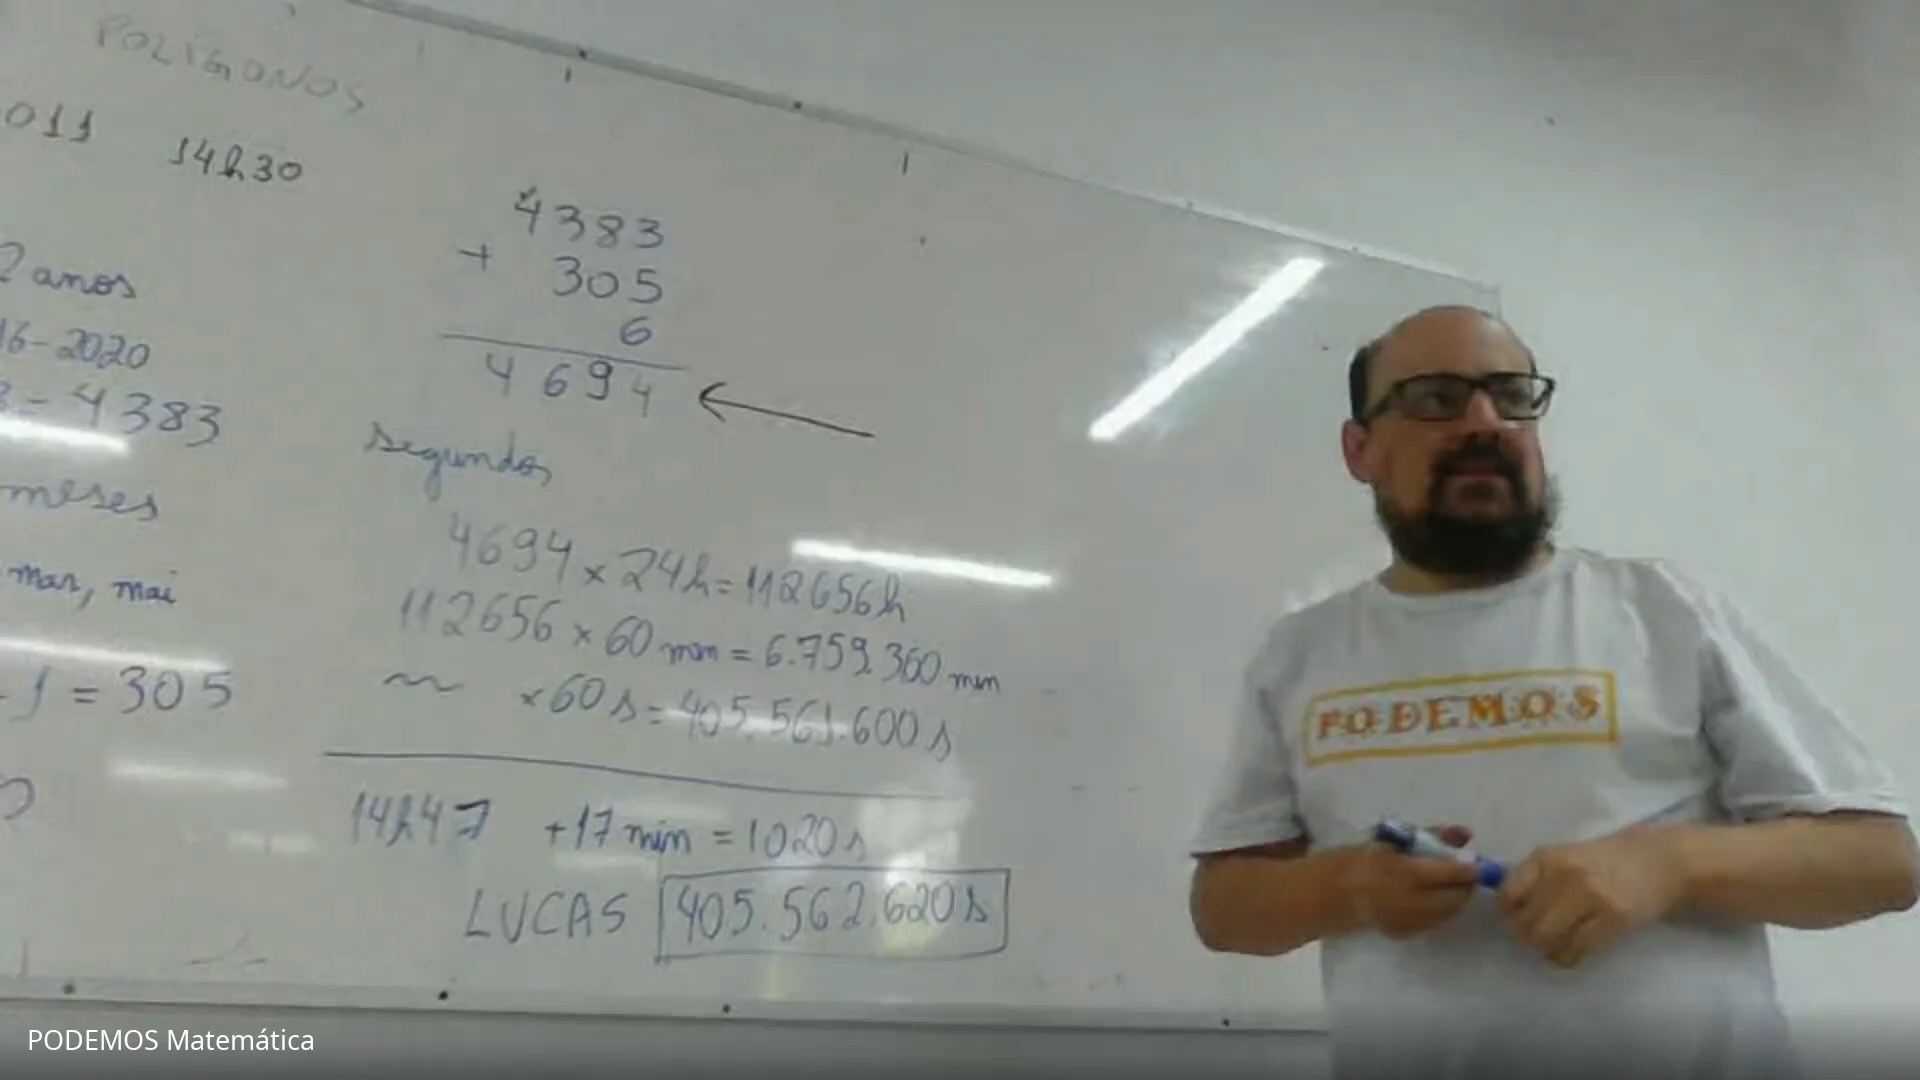 POLÍGONOS
011 14h30
2 anos
16-2020
3 = 4383
meses
mar, mai
1 = 305
4383
+ 305
6
4694
segundos
4694 × 24h = 112656h
112656 × 60 min = 6.759.360 min
~ × 60 s = 405.561.600 s
14h47 +17 min = 1020 s
LUCAS 405.562.620 s
PODEMOS
PODEMOS Matemática